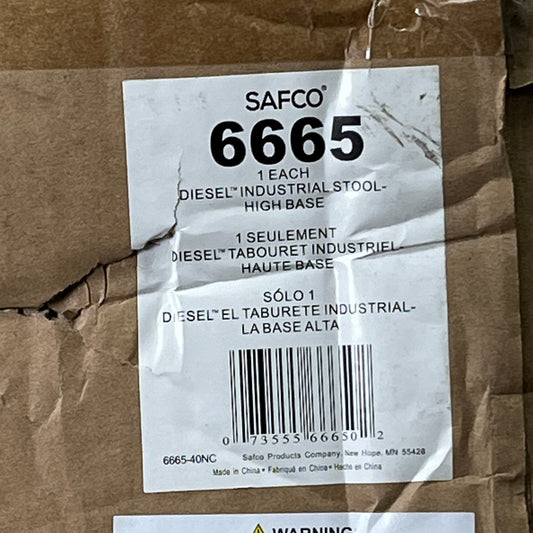 SAFCO®
6665
1 EACH
DIESEL™ INDUSTRIAL STOOL-
HIGH BASE
1 SEULEMENT
DIESEL™ TABOURET INDUSTRIEL-
HAUTE BASE
SÓLO 1
DIESEL™ EL TABURETE INDUSTRIAL-
LA BASE ALTA
0 73555 66650 2
6665-40NC Safco Products Company, New Hope, MN 55428
Made in China • Fabriqué en Chine • Hecho en China
⚠ WARNING